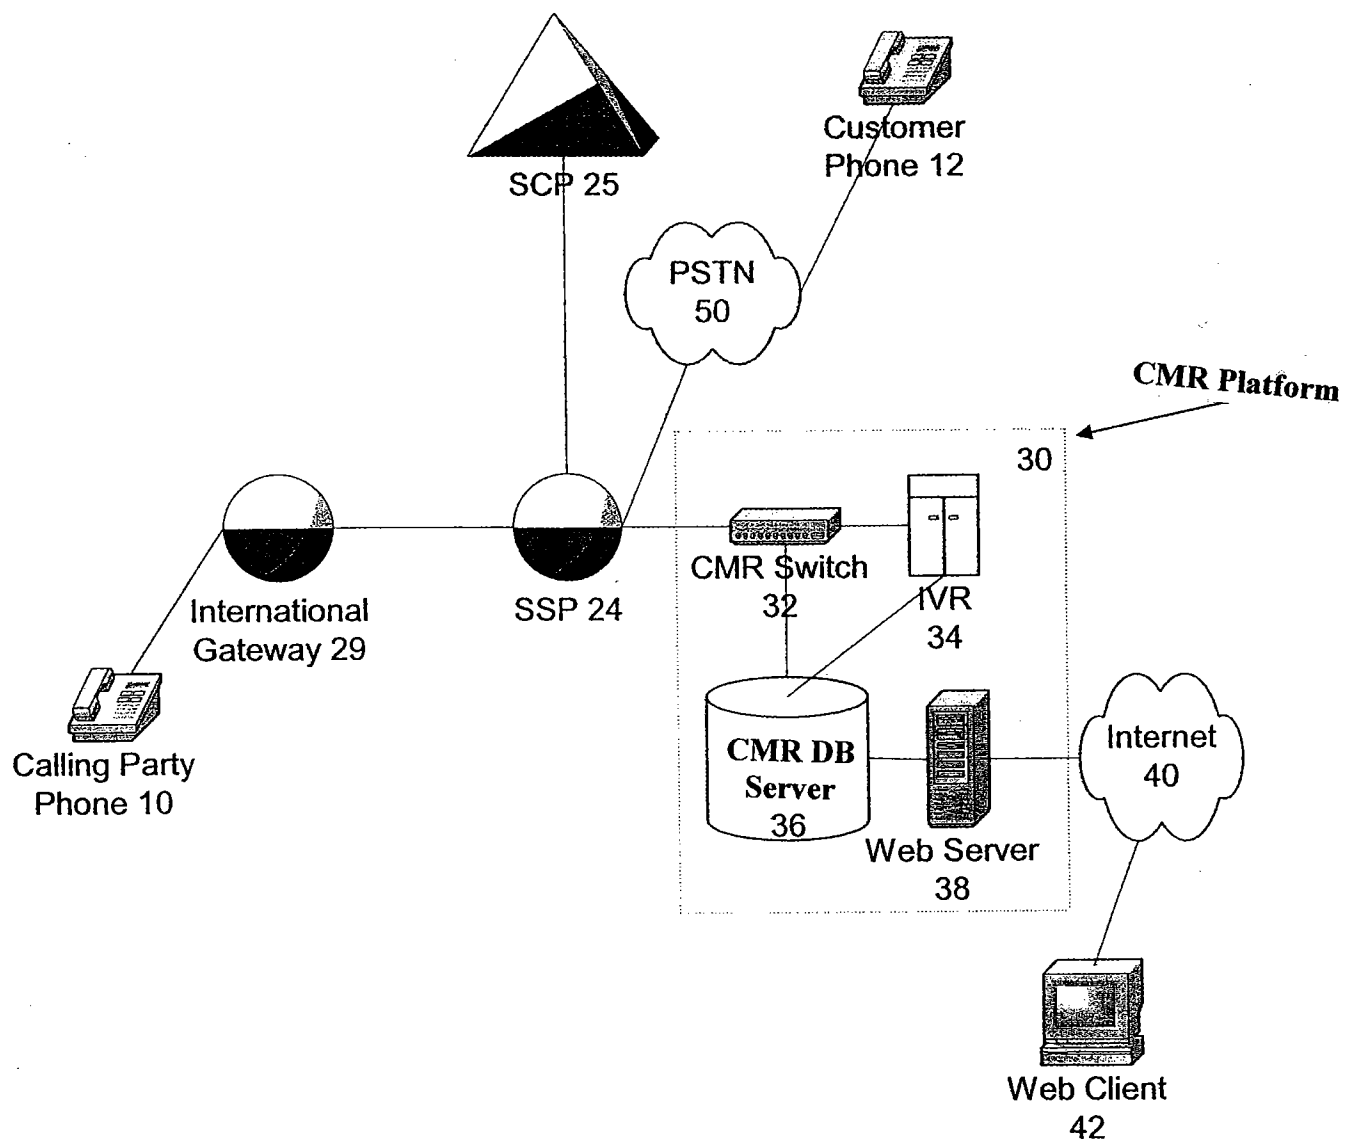 Customer
Phone 12
SCP 25
PSTN
50
CMR Platform
30
CMR Switch
32
IVR
34
International
Gateway 29
SSP 24
Calling Party
Phone 10
CMR DB
Server
36
Web Server
38
Internet
40
Web Client
42